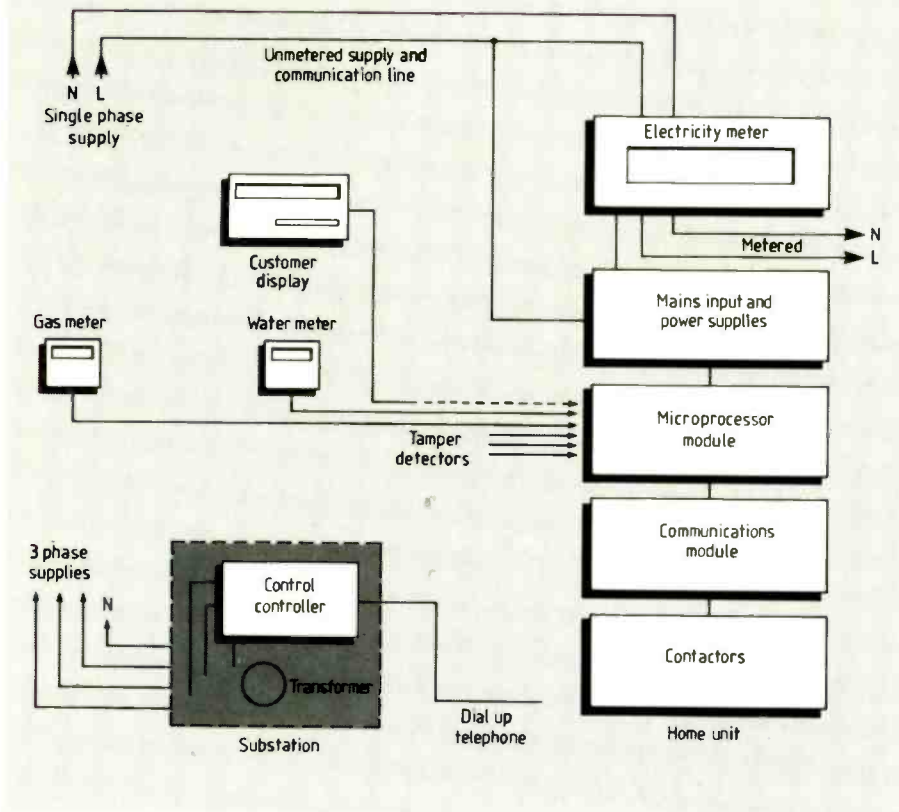 Unmetered supply and
communication line
N L
Single phase
supply
Electricity meter
Metered
N
L
Customer
display
Mains input and
power supplies
Gas meter
Water meter
Microprocessor
module
Tamper
detectors
Communications
module
3 phase
supplies
N
Control
controller
Transformer
Contactors
Dial up
telephone
Substation
Home unit